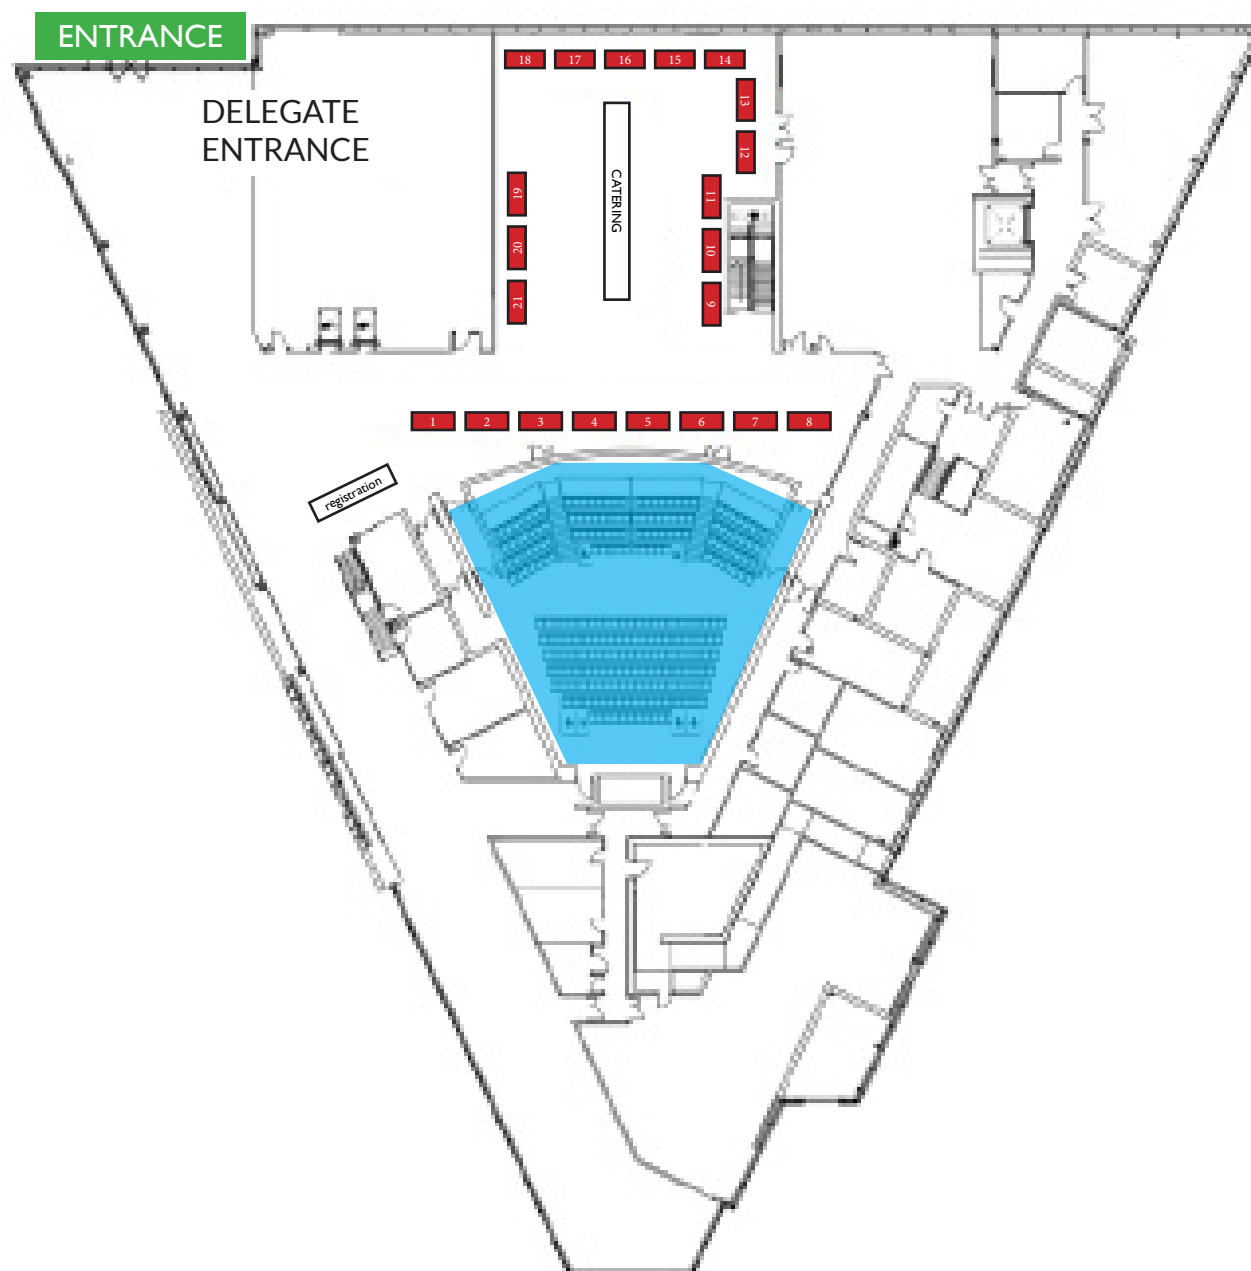 ENTRANCE
DELEGATE
ENTRANCE
18 17 16 15 14
13
12
11
10
9
19
20
21
CATERING
1 2 3 4 5 6 7 8
registration